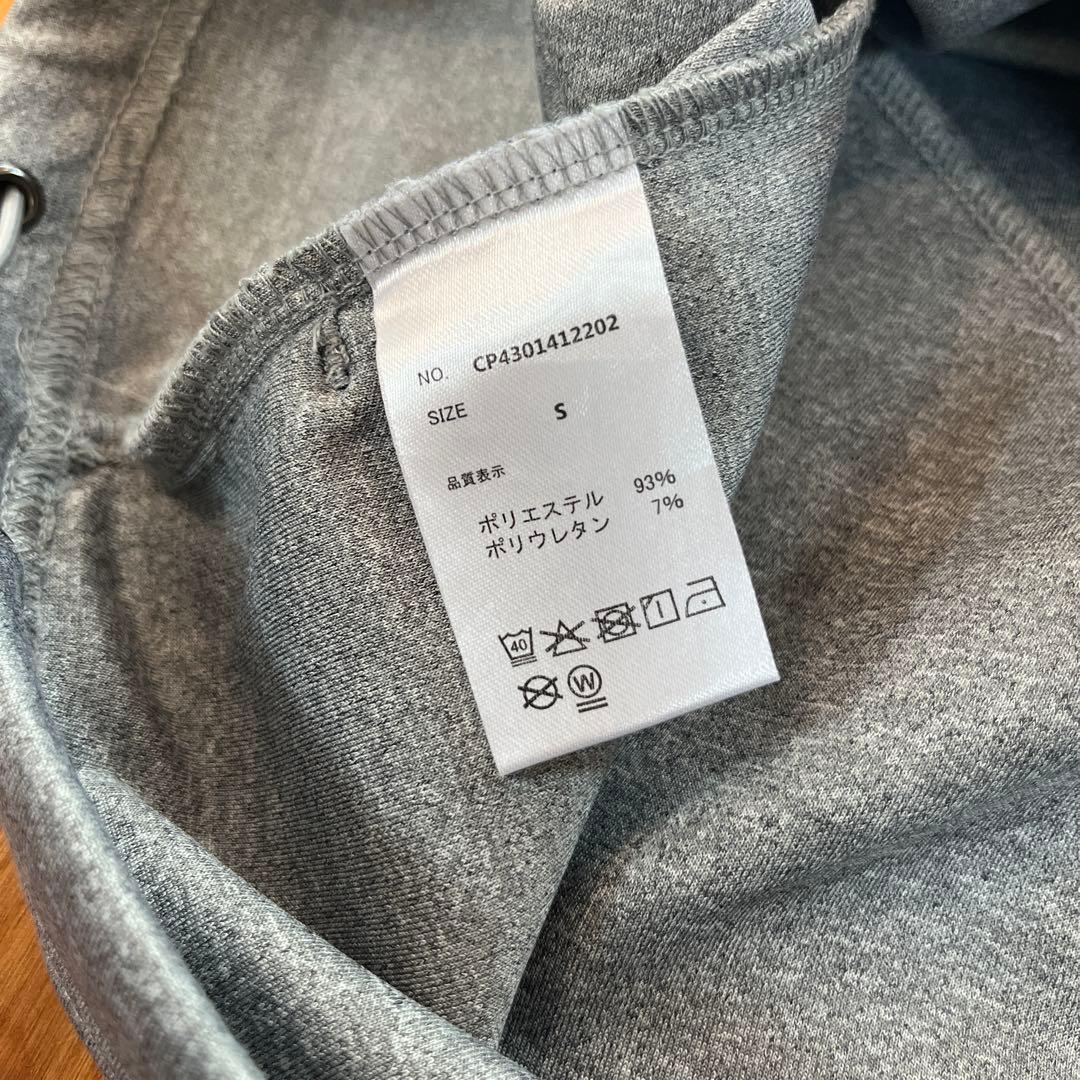 NO. CP4301412202
SIZE S
品質表示
ポリエステル 93%
ポリウレタン 7%
40
W